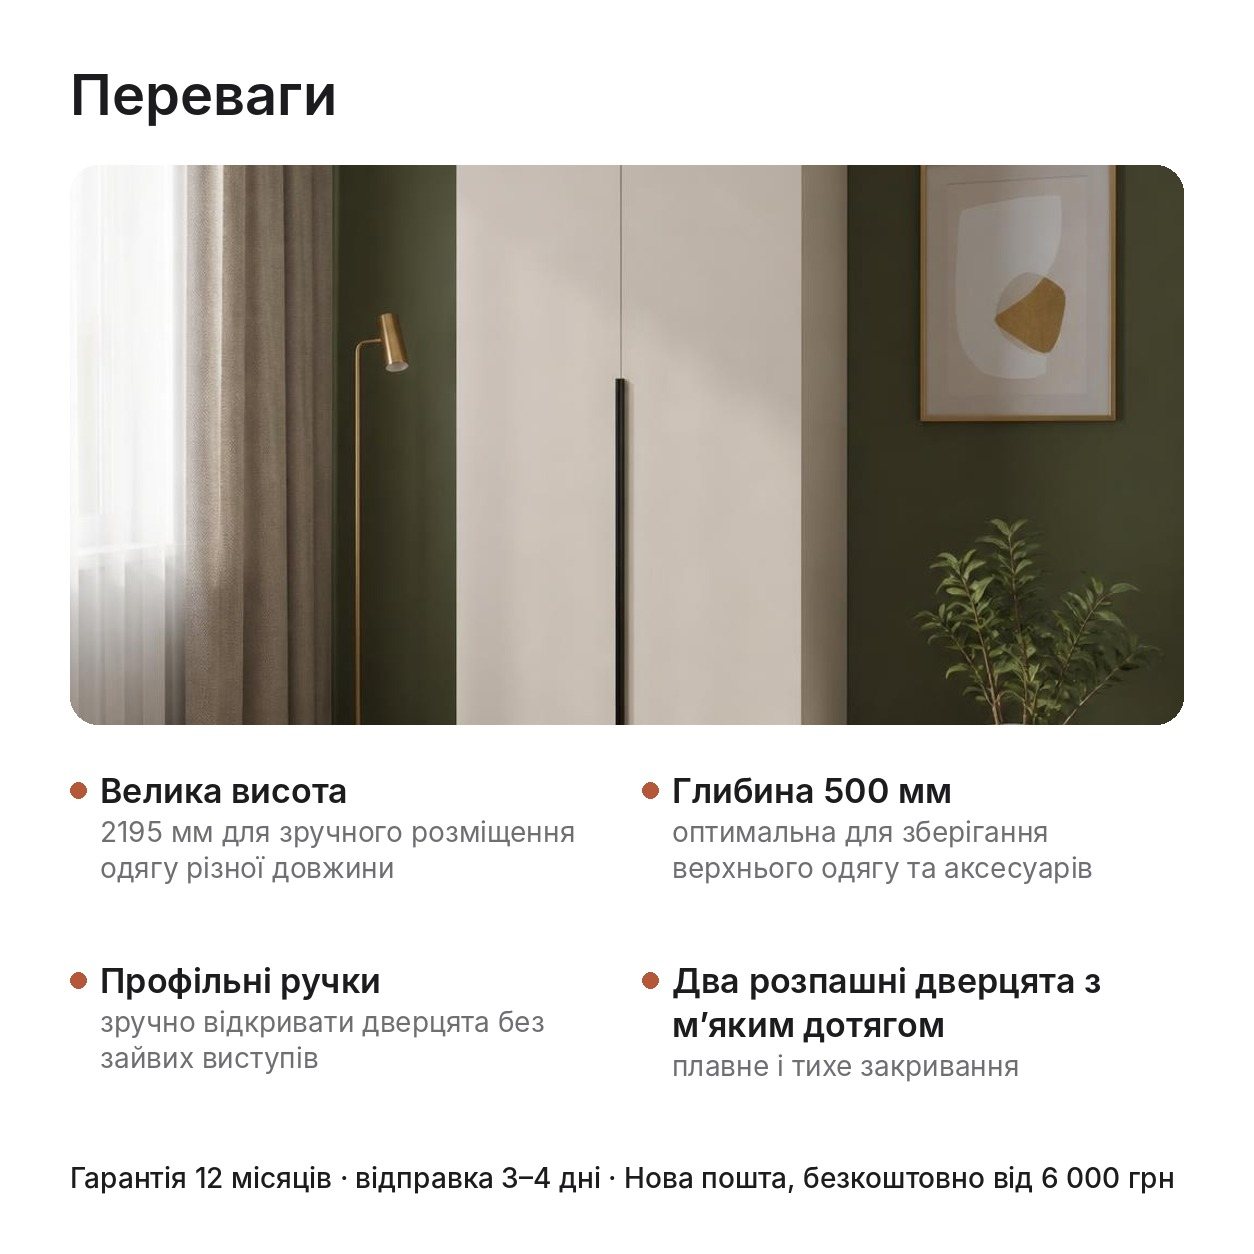 Переваги
Велика висота
2195 мм для зручного розміщення
одягу різної довжини
Глибина 500 мм
оптимальна для зберігання
верхнього одягу та аксесуарів
Профільні ручки
зручно відкривати дверцята без
зайвих виступів
Два розпашні дверцята з
м’яким дотягом
плавне і тихе закривання
Гарантія 12 місяців · відправка 3–4 дні · Нова пошта, безкоштовно від 6 000 грн